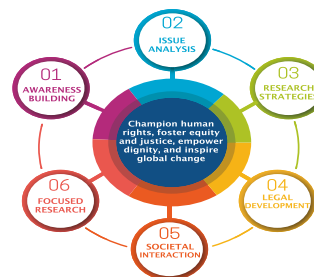 01
AWARENESS
BUILDING
02
ISSUE
ANALYSIS
03
RESEARCH
STRATEGIES
04
LEGAL
DEVELOPMENT
05
SOCIETAL
INTERACTION
06
FOCUSED
RESEARCH
Champion human
rights, foster equity
and justice, empower
dignity, and inspire
global change